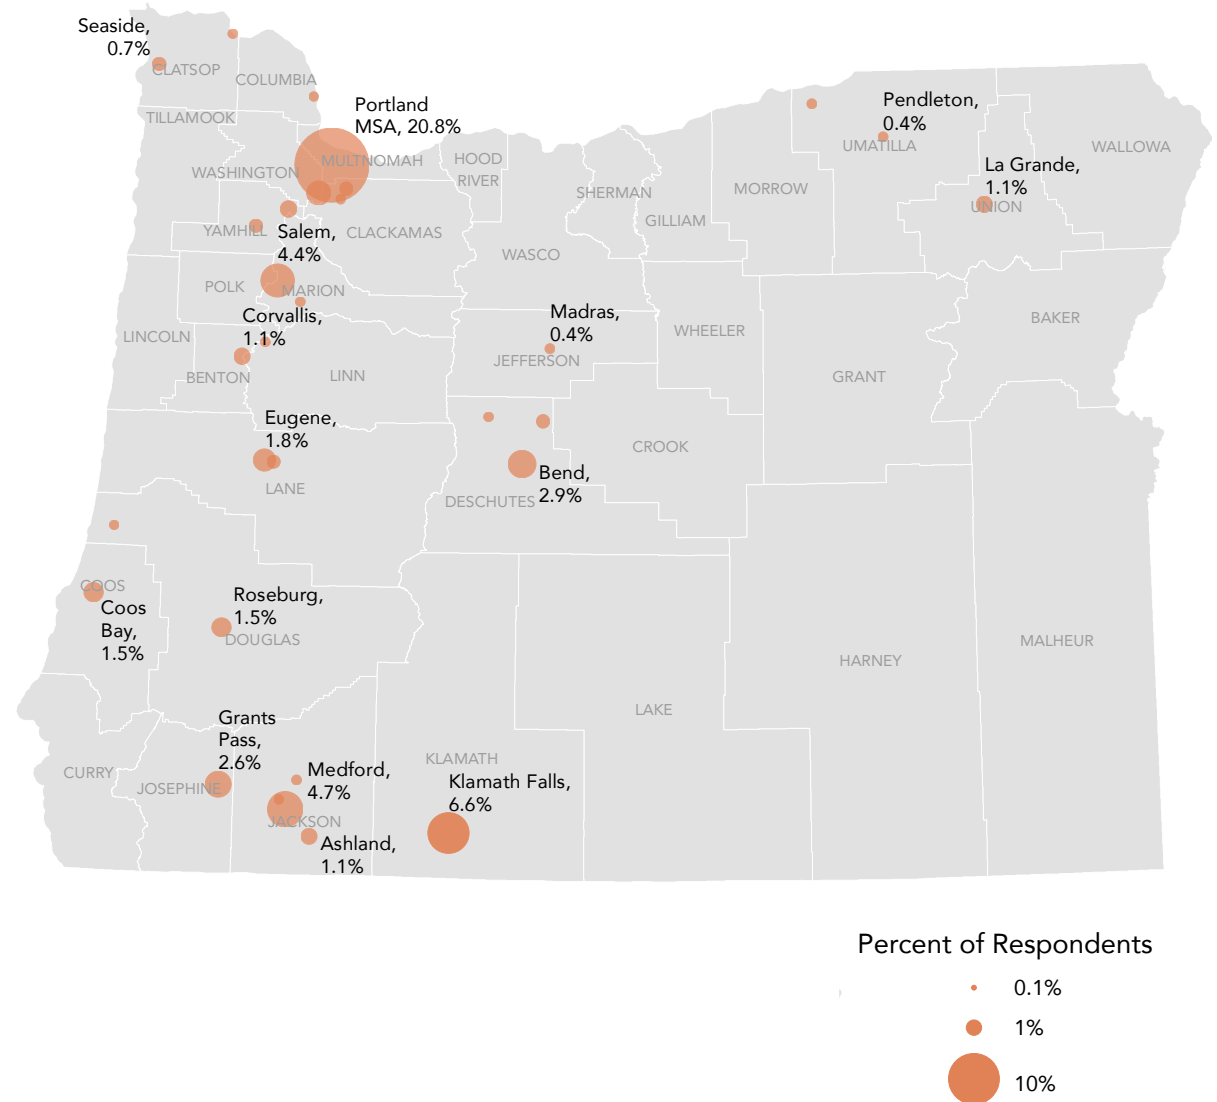 Seaside,
0.7%
CLATSOP
COLUMBIA
TILLAMOOK
Portland
MSA, 20.8%
MULTNOMAH
WASHINGTON
HOOD
RIVER
SHERMAN
GILLIAM
MORROW
Pendleton,
0.4%
UMATILLA
WALLOWA
La Grande,
1.1%
UNION
YAMHILL
Salem,
4.4%
CLACKAMAS
WASCO
POLK
MARION
Corvallis,
1.1%
LINCOLN
BENTON
LINN
Madras,
0.4%
JEFFERSON
WHEELER
GRANT
BAKER
Eugene,
1.8%
LANE
CROOK
Bend,
2.9%
DESCHUTES
COOS
Coos
Bay,
1.5%
Roseburg,
1.5%
DOUGLAS
HARNEY
MALHEUR
LAKE
Grants
Pass,
2.6%
CURRY
JOSEPHINE
Medford,
4.7%
JACKSON
Ashland,
1.1%
KLAMATH
Klamath Falls,
6.6%
Percent of Respondents
0.1%
1%
10%